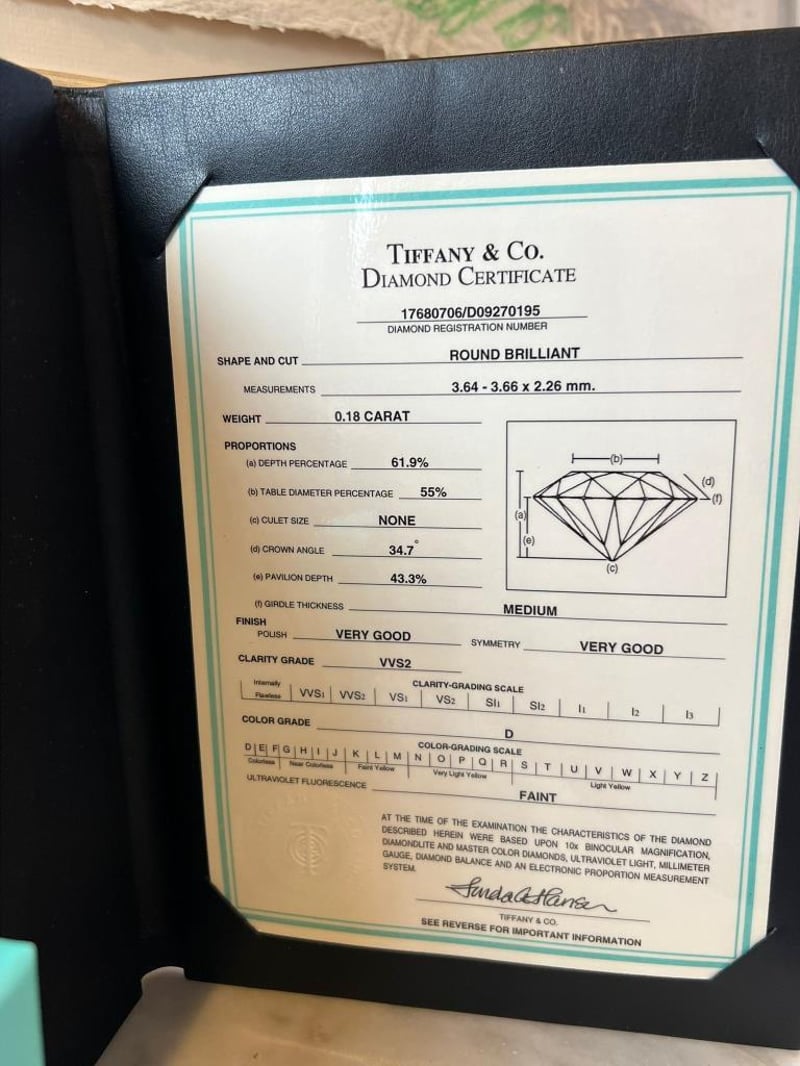 TIFFANY & CO.
DIAMOND CERTIFICATE
17680706/D09270195
DIAMOND REGISTRATION NUMBER
SHAPE AND CUT ROUND BRILLIANT
MEASUREMENTS 3.64 - 3.66 x 2.26 mm.
WEIGHT 0.18 CARAT
PROPORTIONS
(a) DEPTH PERCENTAGE 61.9%
(b) TABLE DIAMETER PERCENTAGE 55%
(c) CULET SIZE NONE
(d) CROWN ANGLE 34.7°
(e) PAVILION DEPTH 43.3%
(f) GIRDLE THICKNESS MEDIUM
(b)
(d)
(f)
(a)
(e)
(c)
FINISH
POLISH VERY GOOD SYMMETRY VERY GOOD
CLARITY GRADE VVS2
CLARITY-GRADING SCALE
Internally Flawless VVS1 VVS2 VS1 VS2 SI1 SI2 I1 I2 I3
COLOR GRADE D
COLOR-GRADING SCALE
D E F G H I J K L M N O P Q R S T U V W X Y Z
Colorless Near Colorless Faint Yellow Very Light Yellow Light Yellow
ULTRAVIOLET FLUORESCENCE FAINT
AT THE TIME OF THE EXAMINATION THE CHARACTERISTICS OF THE DIAMOND
DESCRIBED HEREIN WERE BASED UPON 10x BINOCULAR MAGNIFICATION,
DIAMONDLITE AND MASTER COLOR DIAMONDS, ULTRAVIOLET LIGHT, MILLIMETER
GAUGE, DIAMOND BALANCE AND AN ELECTRONIC PROPORTION MEASUREMENT
SYSTEM.
TIFFANY & CO.
SEE REVERSE FOR IMPORTANT INFORMATION